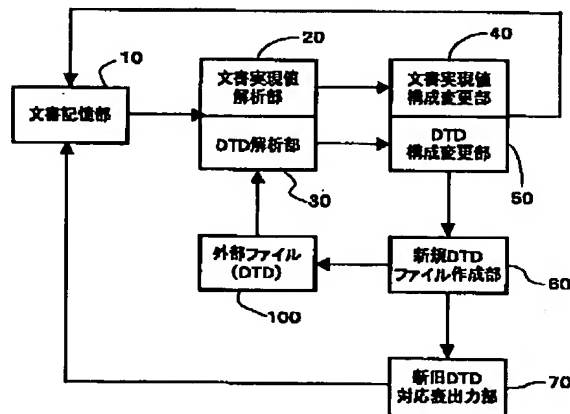 20
40
10
文書実現値
解析部
文書実現値
構成変更部
文書記憶部
DTD解析部
DTD
構成変更部
30
50
外部ファイル
(DTD)
新規DTD
ファイル作成部
100
60
新旧DTD
対応表出力部
70